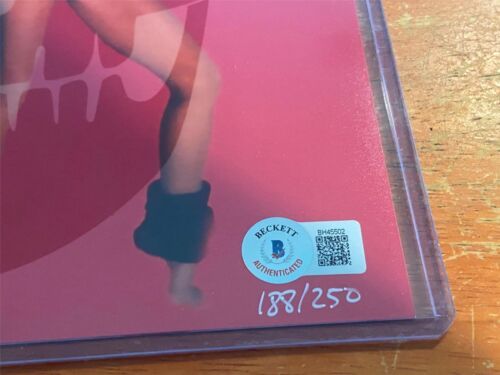 BECKETT
B
AUTHENTICATED
BH45502
188/250